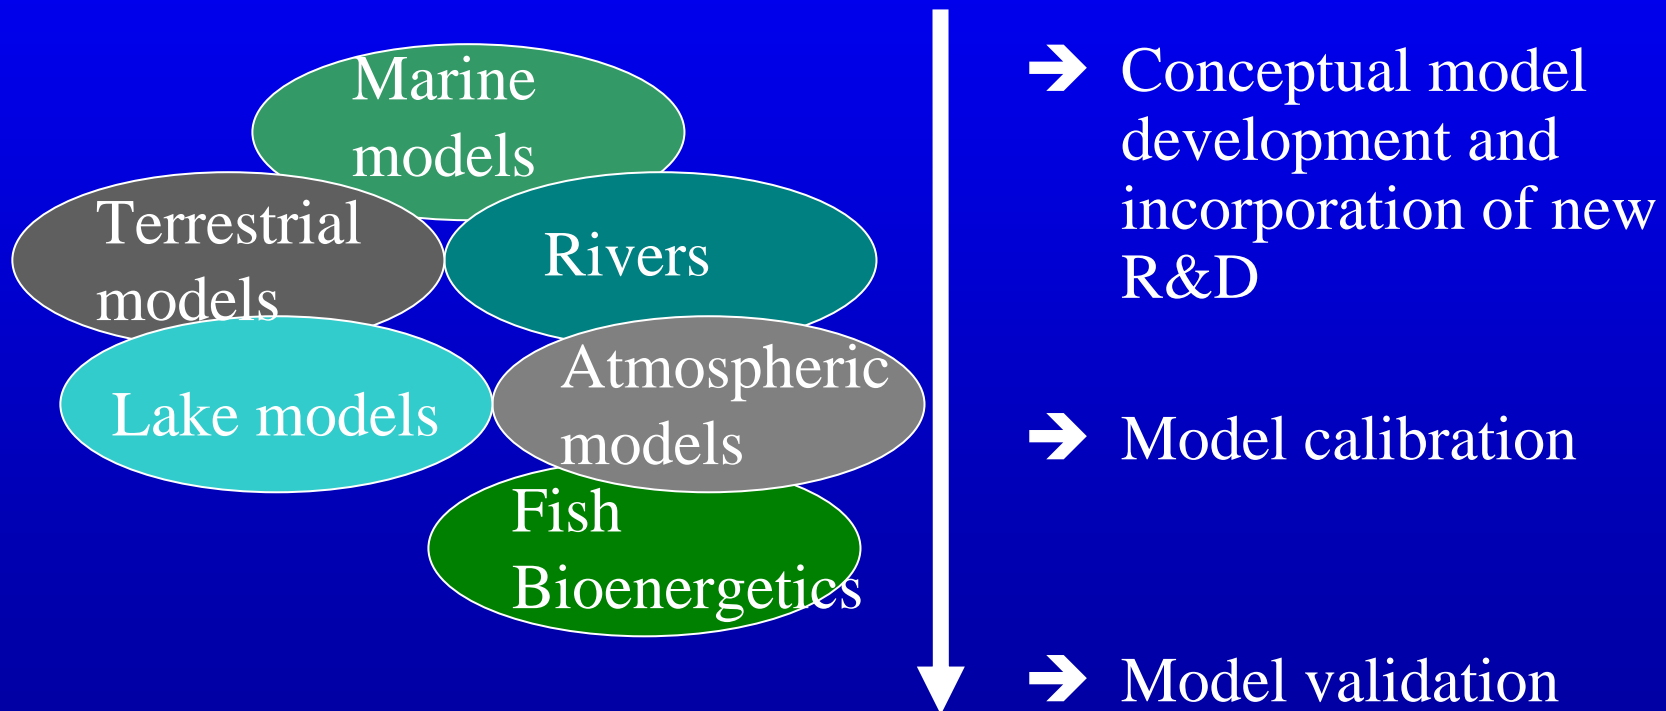 Marine
models
Terrestrial
models
Rivers
Lake models
Atmospheric
models
Fish
Bioenergetics
➔ Conceptual model
development and
incorporation of new
R&D
➔ Model calibration
➔ Model validation